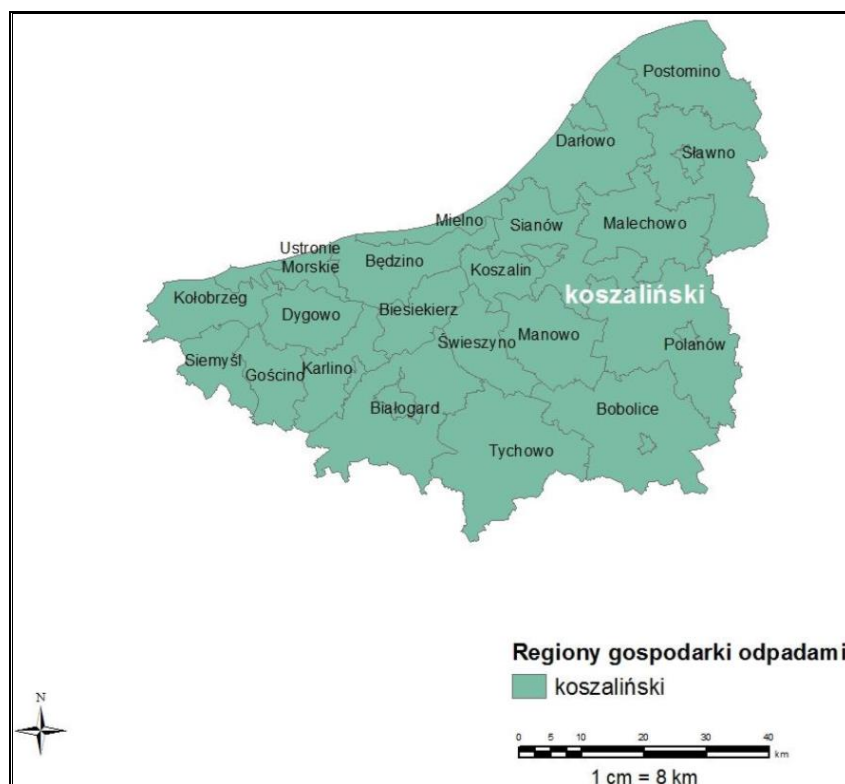 Postomino
Darłowo
Sławno
Mielno
Sianów
Malechowo
Ustronie
Morskie
Będzino
Koszalin
koszaliński
Kołobrzeg
Dygowo
Biesiekierz
Świeszyno
Manowo
Polanów
Siemyśl
Gościno
Karlino
Białogard
Bobolice
Tychowo
Regiony gospodarki odpadami
koszaliński
N
0 5 10 20 30 40
km
1 cm = 8 km